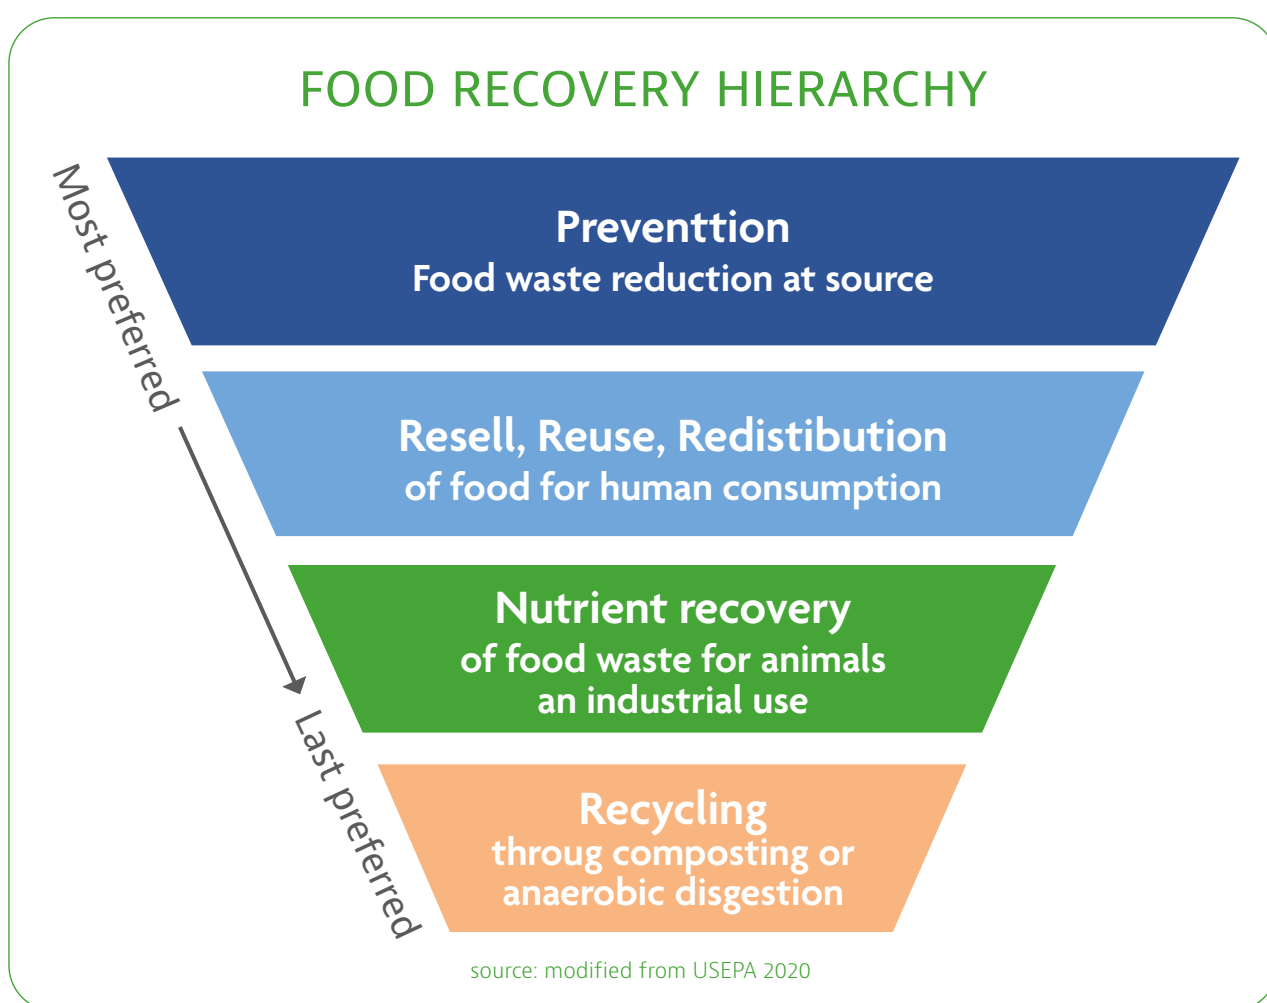 FOOD RECOVERY HIERARCHY
Most preferred
Preventtion
Food waste reduction at source
Resell, Reuse, Redistibution
of food for human consumption
Nutrient recovery
of food waste for animals
an industrial use
Last preferred
Recycling
throug composting or
anaerobic disgestion
source: modified from USEPA 2020